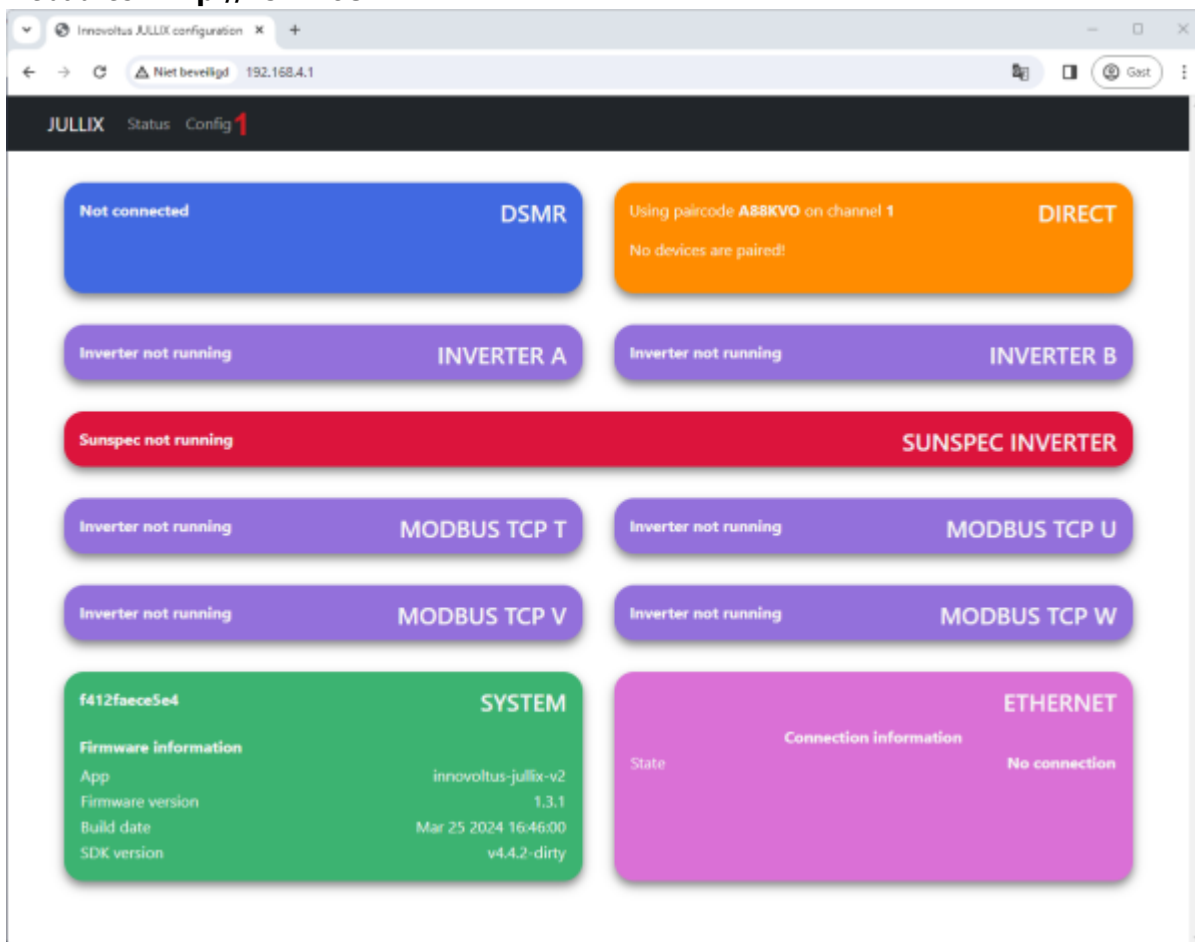 Innovoltus JULLIX configuration
Niet beveiligd 192.168.4.1 Gast
JULLIX Status Config 1
Not connected DSMR
Using paircode A88KVO on channel 1 DIRECT
No devices are paired!
Inverter not running INVERTER A
Inverter not running INVERTER B
Sunspec not running SUNSPEC INVERTER
Inverter not running MODBUS TCP T
Inverter not running MODBUS TCP U
Inverter not running MODBUS TCP V
Inverter not running MODBUS TCP W
f412faece5e4 SYSTEM
Firmware information
App innovoltus-jullix-v2
Firmware version 1.3.1
Build date Mar 25 2024 16:46:00
SDK version v4.4.2-dirty
ETHERNET
Connection information
State No connection